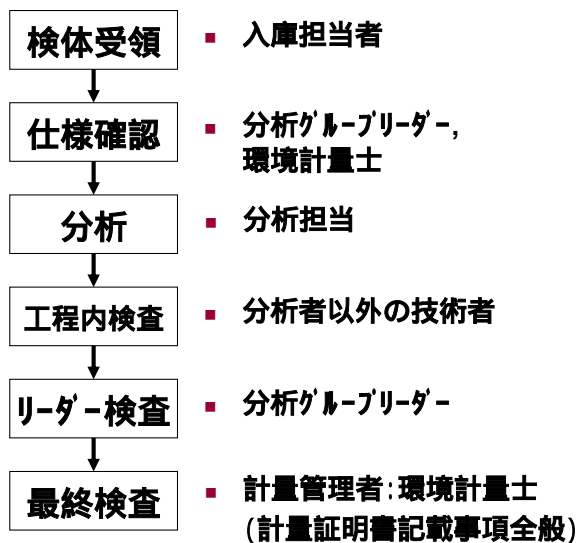 検体受領
■ 入庫担当者
仕様確認
■ 分析ｸﾞﾙｰﾌﾟﾘｰﾀﾞｰ,
環境計量士
分析
■ 分析担当
工程内検査
■ 分析者以外の技術者
ﾘｰﾀﾞｰ検査
■ 分析ｸﾞﾙｰﾌﾟﾘｰﾀﾞｰ
最終検査
■ 計量管理者:環境計量士
(計量証明書記載事項全般)